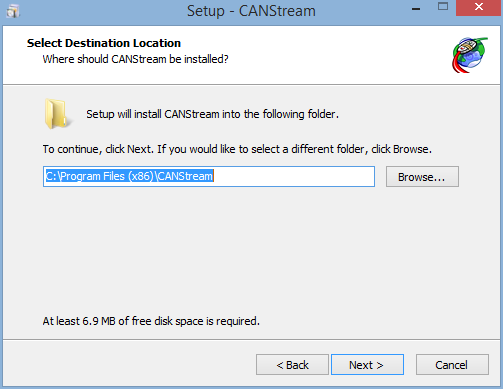 Setup - CANStream
Select Destination Location
Where should CANStream be installed?
Setup will install CANStream into the following folder.
To continue, click Next. If you would like to select a different folder, click Browse.
C:\Program Files (x86)\CANStream
Browse...
At least 6.9 MB of free disk space is required.
< Back
Next >
Cancel